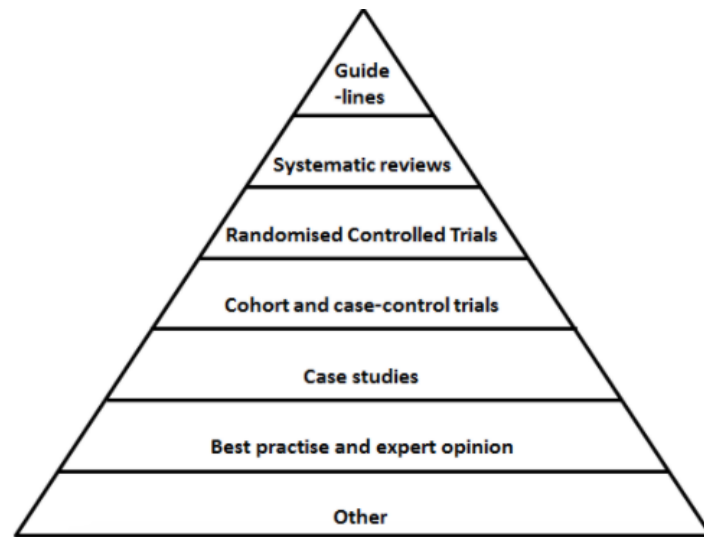 Guide
-lines
Systematic reviews
Randomised Controlled Trials
Cohort and case-control trials
Case studies
Best practise and expert opinion
Other